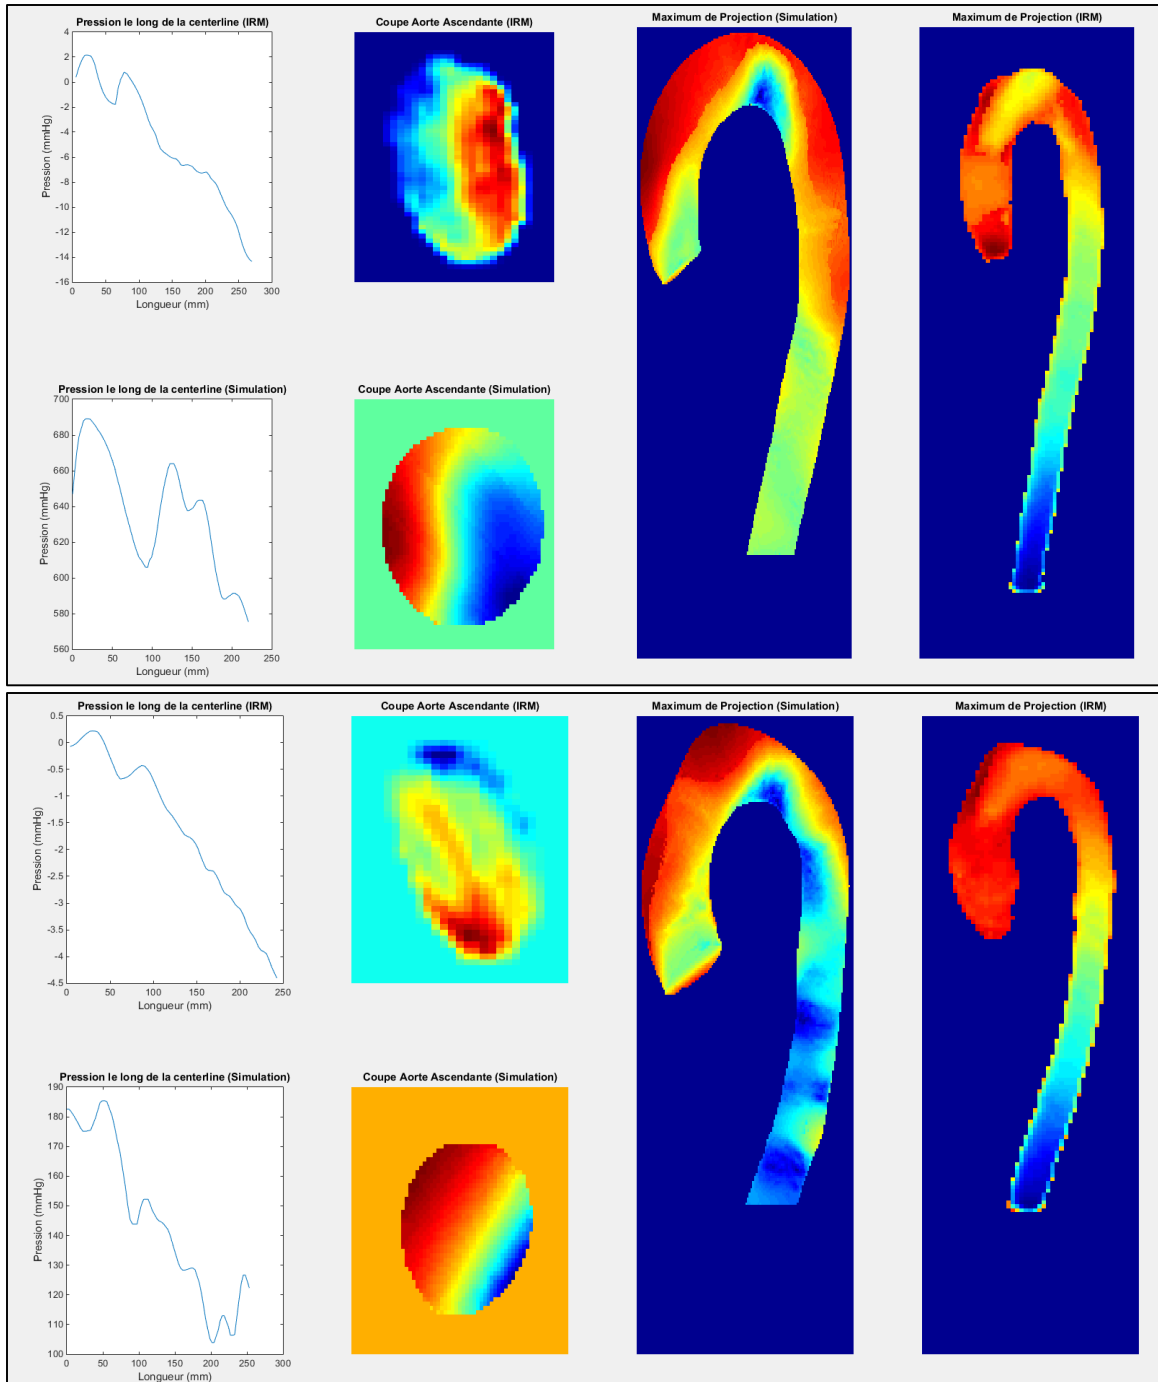 Pression le long de la centerline (IRM)
Coupe Aorte Ascendante (IRM)
Maximum de Projection (Simulation)
Maximum de Projection (IRM)
4
2
0
-2
-4
-6
-8
-10
-12
-14
-16
Pression (mmHg)
0 50 100 150 200 250 300
Longueur (mm)
Pression le long de la centerline (Simulation)
Coupe Aorte Ascendante (Simulation)
700
680
660
640
620
600
580
560
Pression (mmHg)
0 50 100 150 200 250
Longueur (mm)
Pression le long de la centerline (IRM)
Coupe Aorte Ascendante (IRM)
Maximum de Projection (Simulation)
Maximum de Projection (IRM)
0.5
0
-0.5
-1
-1.5
-2
-2.5
-3
-3.5
-4
-4.5
Pression (mmHg)
0 50 100 150 200 250
Longueur (mm)
Pression le long de la centerline (Simulation)
Coupe Aorte Ascendante (Simulation)
190
180
170
160
150
140
130
120
110
100
Pression (mmHg)
0 50 100 150 200 250 300
Longueur (mm)